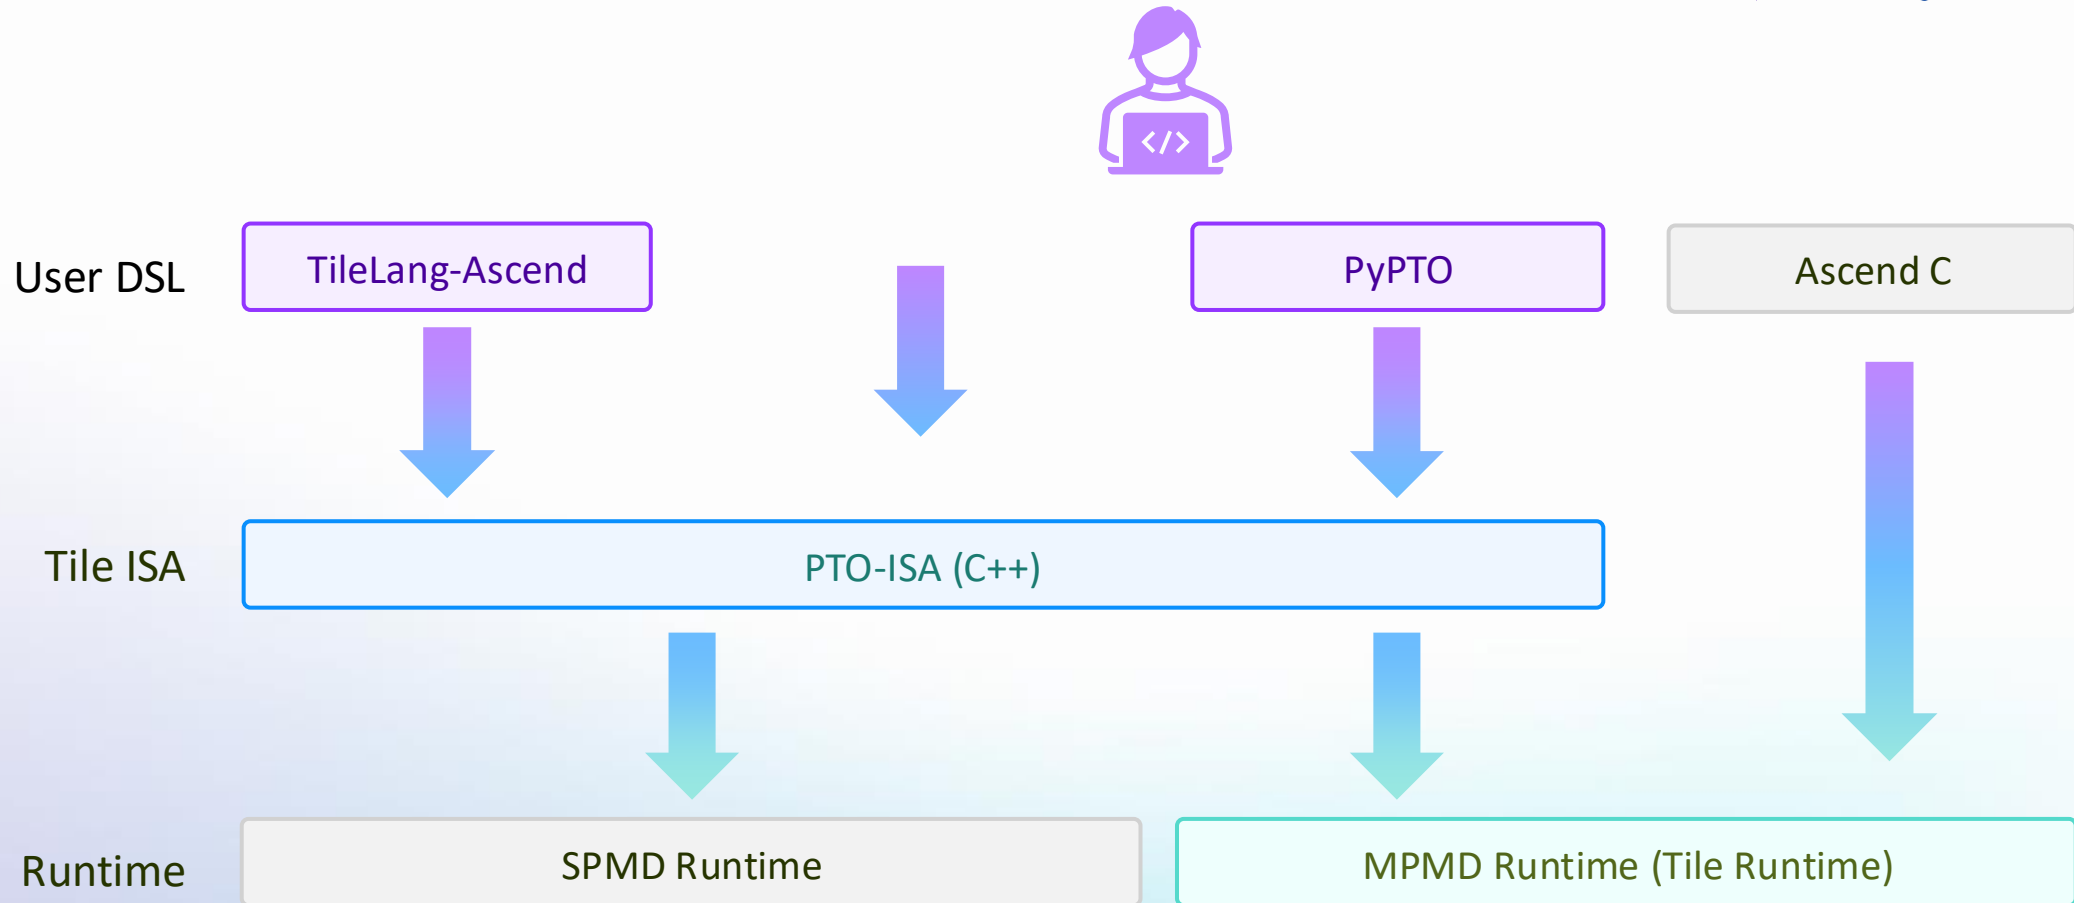 </>
User DSL
TileLang-Ascend
PyPTO
Ascend C
Tile ISA
PTO-ISA (C++)
Runtime
SPMD Runtime
MPMD Runtime (Tile Runtime)